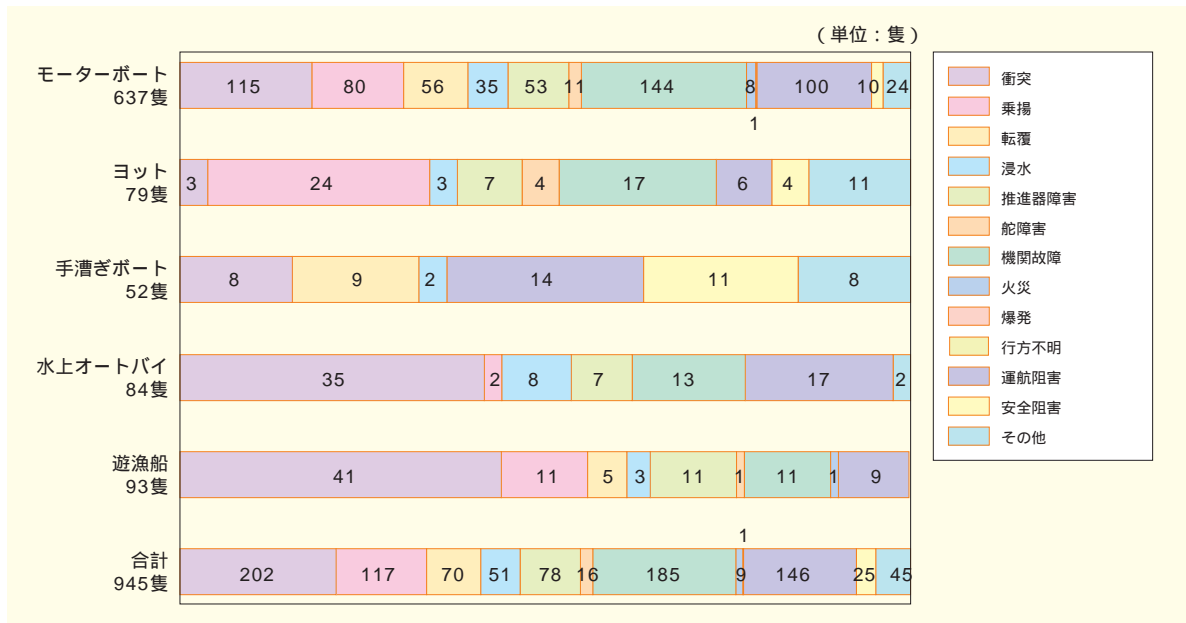 （単位：隻）
モーターボート
637隻
115 80 56 35 53 11 144 8 100 10 24
1
ヨット
79隻
3 24 3 7 4 17 6 4 11
手漕ぎボート
52隻
8 9 2 14 11 8
水上オートバイ
84隻
35 2 8 7 13 17 2
遊漁船
93隻
41 11 5 3 11 1 11 1 9
1
合計
945隻
202 117 70 51 78 16 185 9 146 25 45
衝突
乗揚
転覆
浸水
推進器障害
舵障害
機関故障
火災
爆発
行方不明
運航阻害
安全阻害
その他